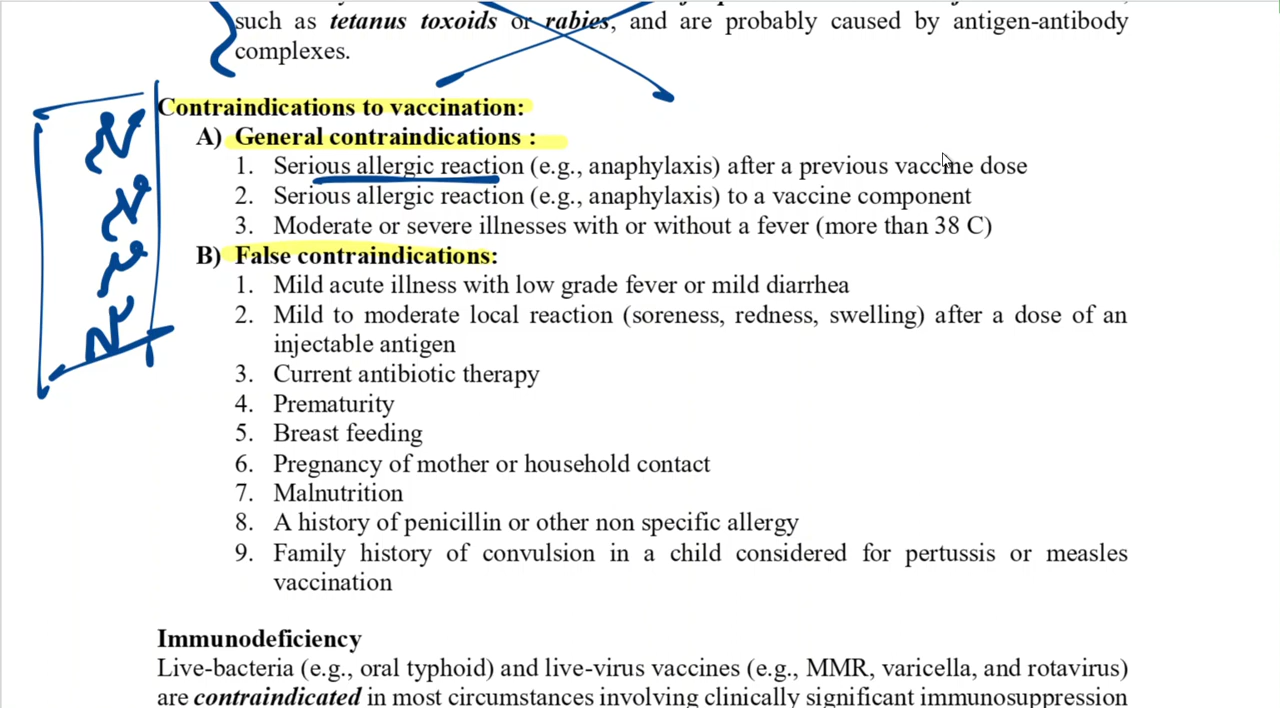 such as tetanus toxoids or rabies, and are probably caused by antigen-antibody
complexes.
Contraindications to vaccination:
A) General contraindications :
1. Serious allergic reaction (e.g., anaphylaxis) after a previous vaccine dose
2. Serious allergic reaction (e.g., anaphylaxis) to a vaccine component
3. Moderate or severe illnesses with or without a fever (more than 38 C)
B) False contraindications:
1. Mild acute illness with low grade fever or mild diarrhea
2. Mild to moderate local reaction (soreness, redness, swelling) after a dose of an
injectable antigen
3. Current antibiotic therapy
4. Prematurity
5. Breast feeding
6. Pregnancy of mother or household contact
7. Malnutrition
8. A history of penicillin or other non specific allergy
9. Family history of convulsion in a child considered for pertussis or measles
vaccination
Immunodeficiency
Live-bacteria (e.g., oral typhoid) and live-virus vaccines (e.g., MMR, varicella, and rotavirus)
are contraindicated in most circumstances involving clinically significant immunosuppression